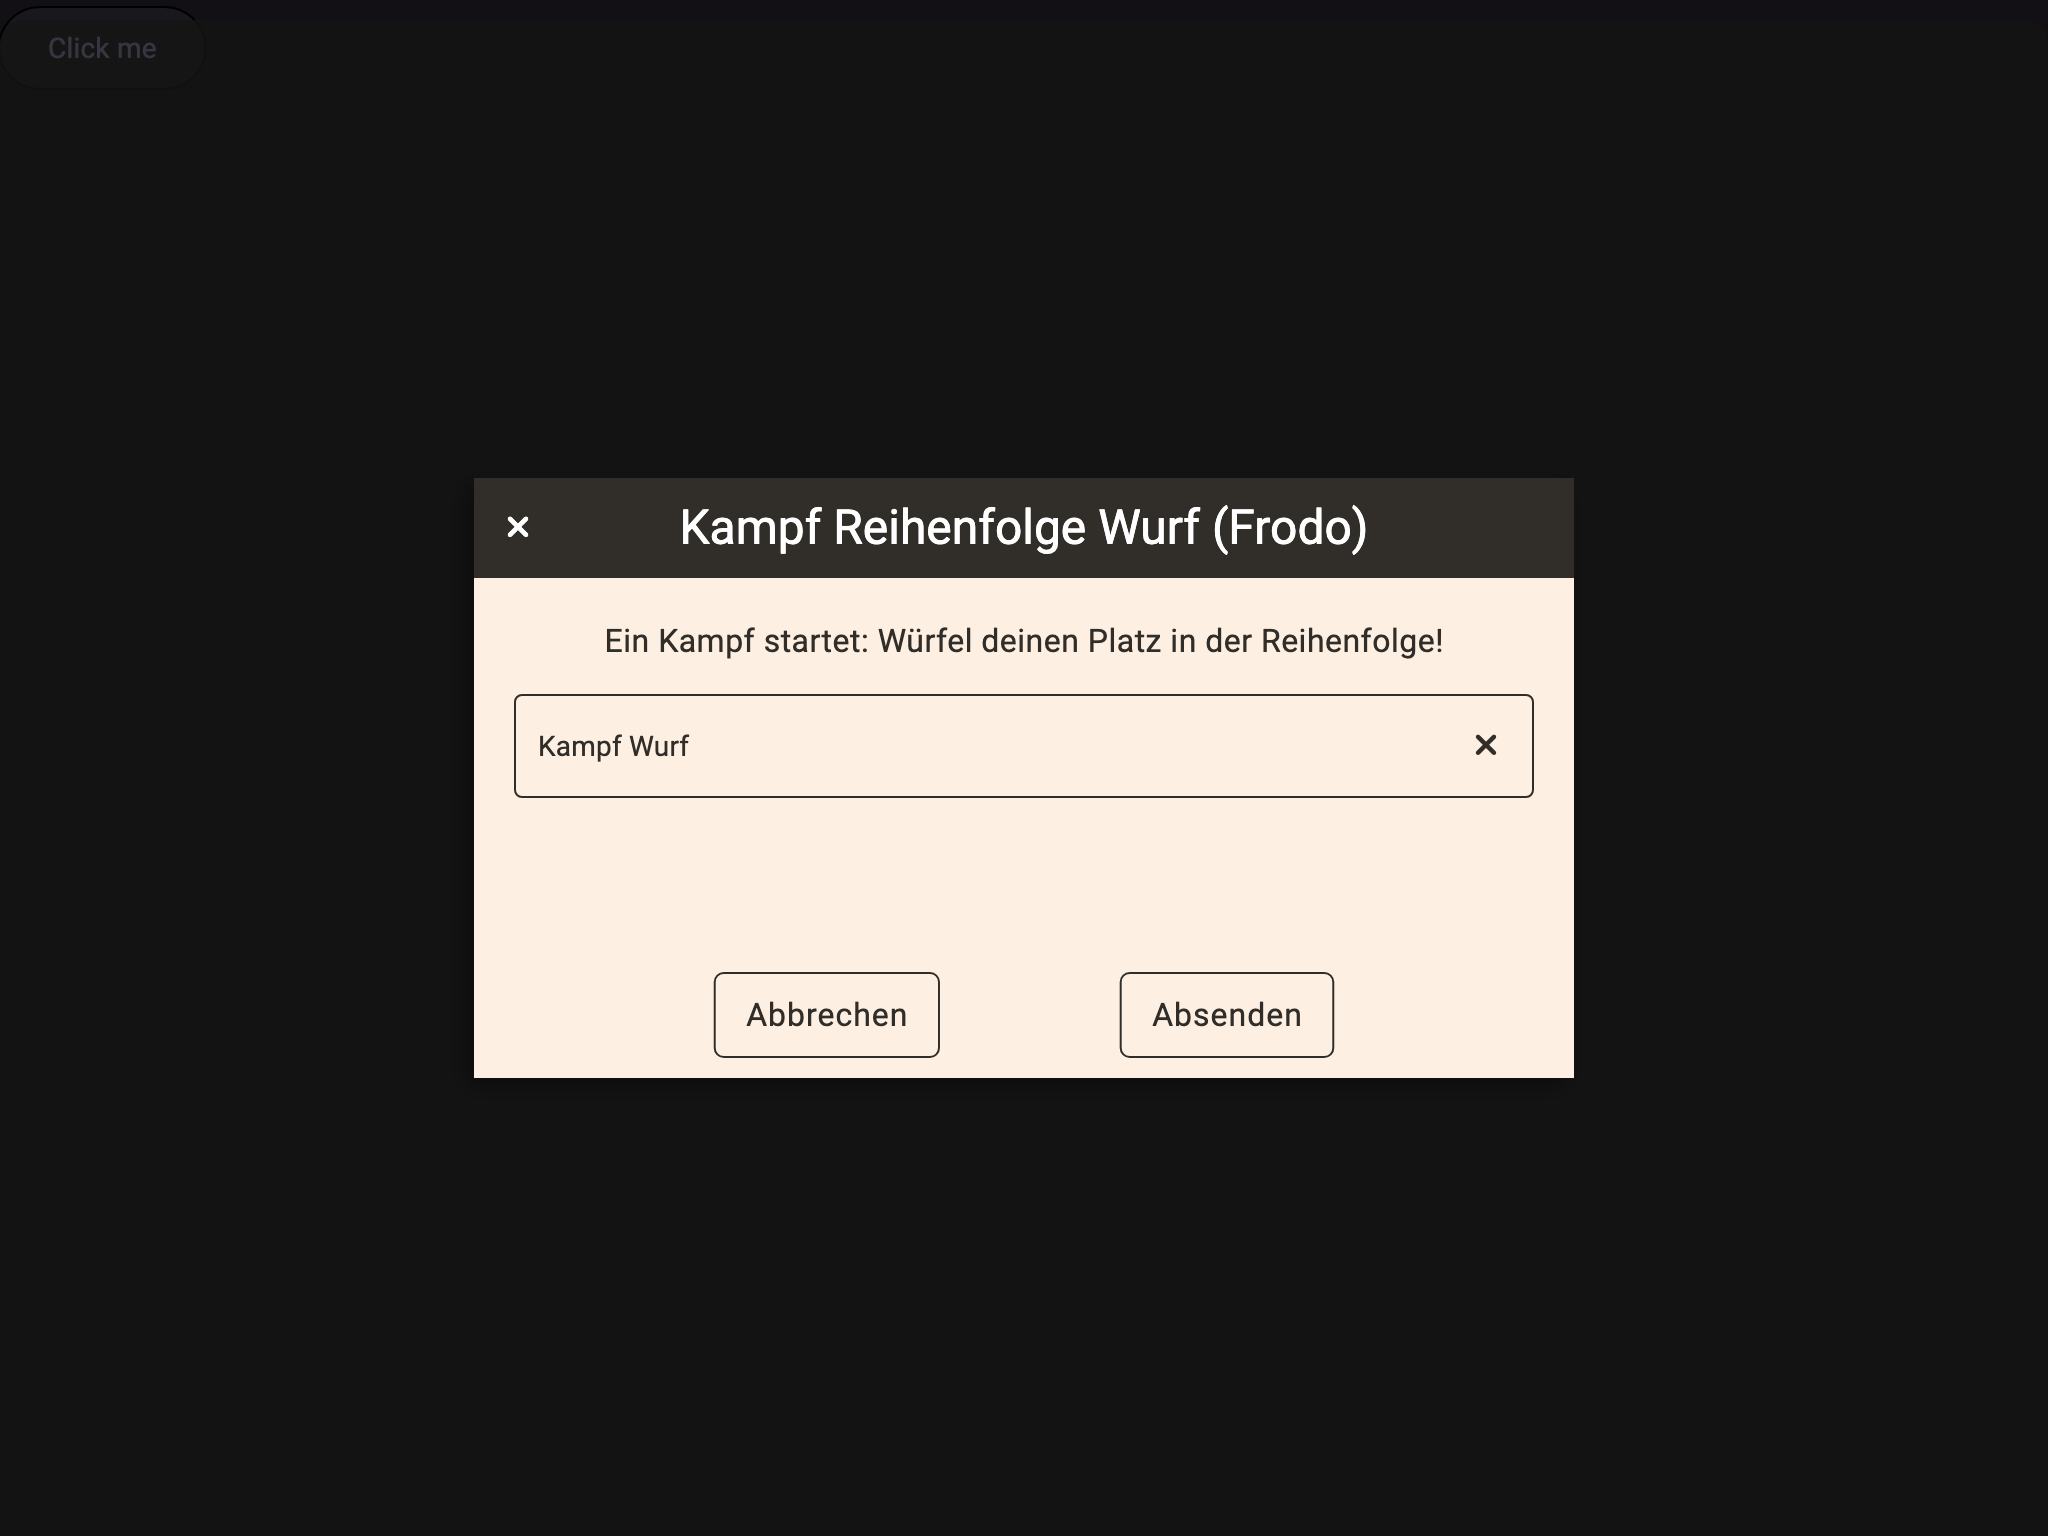 Click me
Kampf Reihenfolge Wurf (Frodo)
Ein Kampf startet: Würfel deinen Platz in der Reihenfolge!
Kampf Wurf
Abbrechen
Absenden